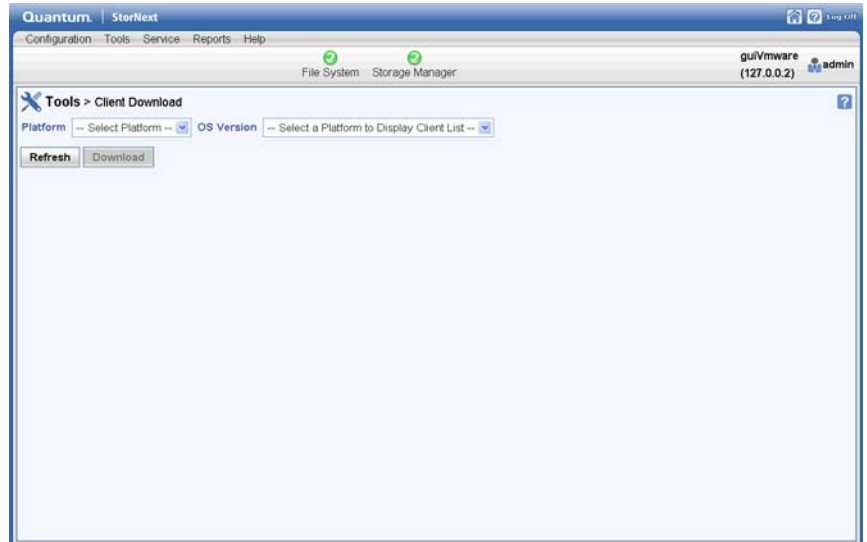 Quantum. StorNext Log Off
Configuration Tools Service Reports Help
File System Storage Manager
guiVmware
(127.0.0.2)
admin
Tools > Client Download
Platform -- Select Platform -- OS Version -- Select a Platform to Display Client List --
Refresh Download